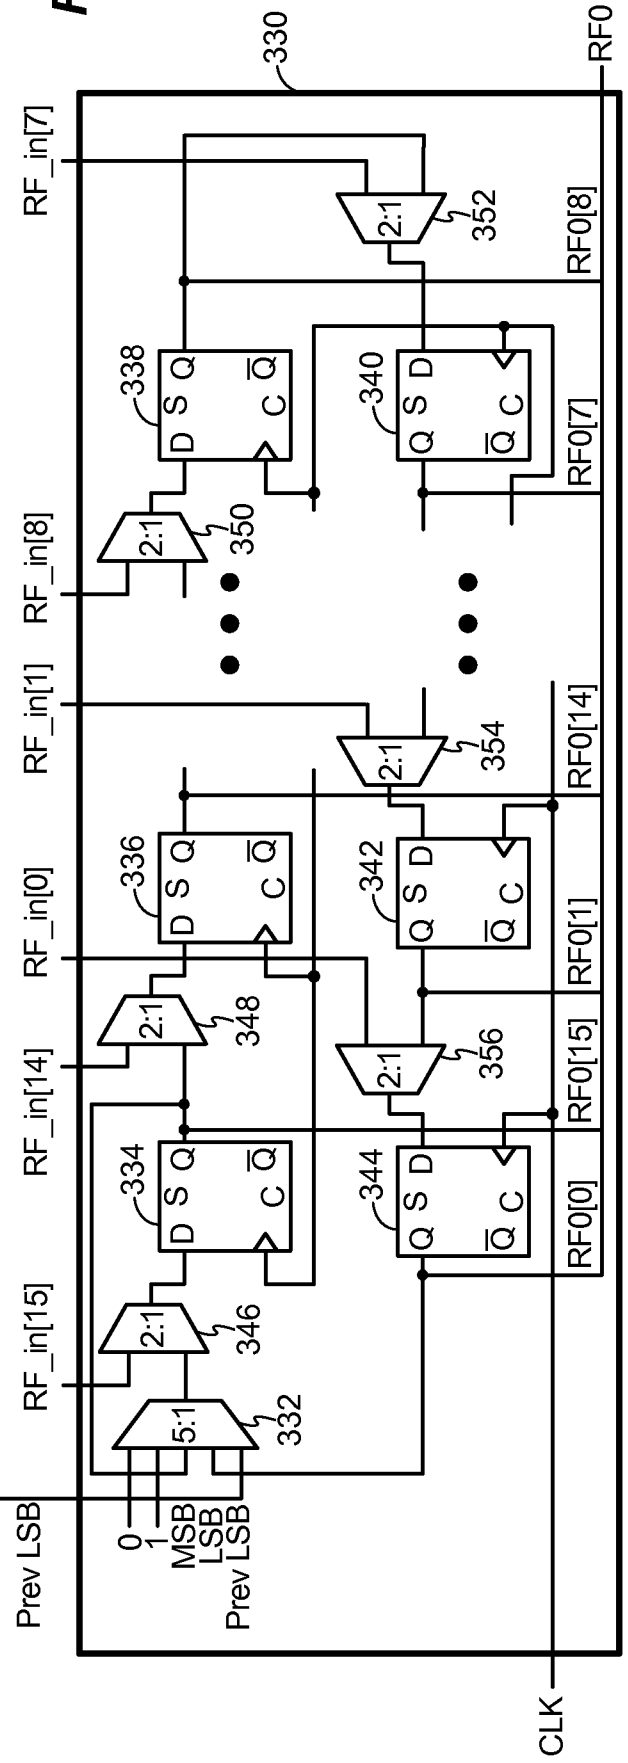 F
330
Prev LSB
RF_in[15]
RF_in[14]
RF_in[0]
RF_in[1]
RF_in[8]
RF_in[7]
0
1
MSB
LSB
Prev LSB
5:1
332
2:1
346
334
D S Q
C Q
2:1
348
336
D S Q
C Q
2:1
350
338
D S Q
C Q
344
Q S D
Q C
2:1
356
342
Q S D
Q C
2:1
354
340
Q S D
Q C
2:1
352
RF0[0]
RF0[15]
RF0[1]
RF0[14]
RF0[7]
RF0[8]
RF0
CLK